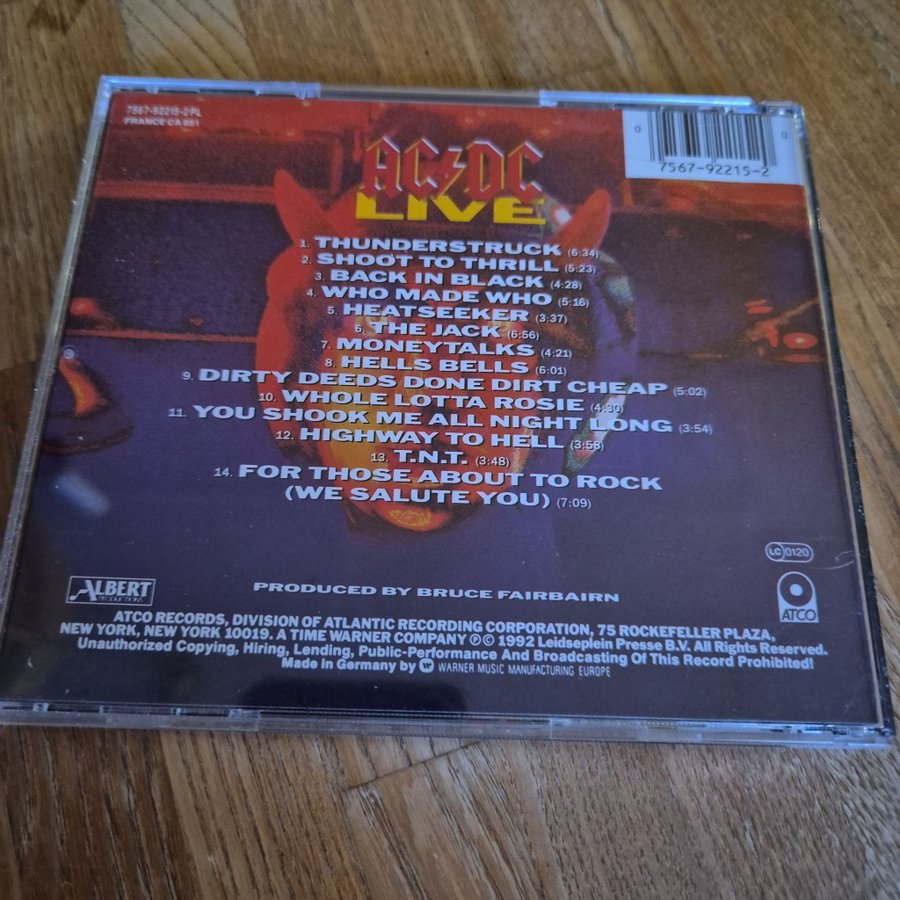 7567-92215-2 PL
FRANCE CA 851
0 0
7567-92215-2
AC/DC
LIVE
1. THUNDERSTRUCK (6:34)
2. SHOOT TO THRILL (5:23)
3. BACK IN BLACK (4:28)
4. WHO MADE WHO (5:16)
5. HEATSEEKER (3:37)
6. THE JACK (6:56)
7. MONEYTALKS (4:21)
8. HELLS BELLS (6:01)
9. DIRTY DEEDS DONE DIRT CHEAP (5:02)
10. WHOLE LOTTA ROSIE (4:30)
11. YOU SHOOK ME ALL NIGHT LONG (3:54)
12. HIGHWAY TO HELL (3:58)
13. T.N.T. (3:48)
14. FOR THOSE ABOUT TO ROCK
(WE SALUTE YOU) (7:09)
LC 0120
ALBERT
PRODUCTIONS
PRODUCED BY BRUCE FAIRBAIRN
ATCO
ATCO RECORDS, DIVISION OF ATLANTIC RECORDING CORPORATION, 75 ROCKEFELLER PLAZA,
NEW YORK, NEW YORK 10019. A TIME WARNER COMPANY ℗ © 1992 Leidseplein Presse B.V. All Rights Reserved.
Unauthorized Copying, Hiring, Lending, Public-Performance And Broadcasting Of This Record Prohibited!
Made in Germany by WARNER MUSIC MANUFACTURING EUROPE